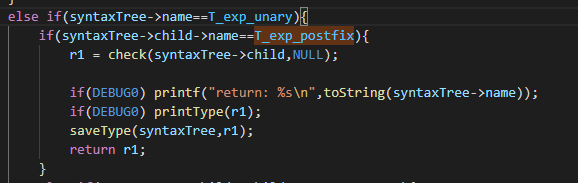 else if(syntaxTree->name==T_exp_unary){
if(syntaxTree->child->name==T_exp_postfix){
r1 = check(syntaxTree->child,NULL);
if(DEBUG0) printf("return: %s\n",toString(syntaxTree->name));
if(DEBUG0) printType(r1);
saveType(syntaxTree,r1);
return r1;
}